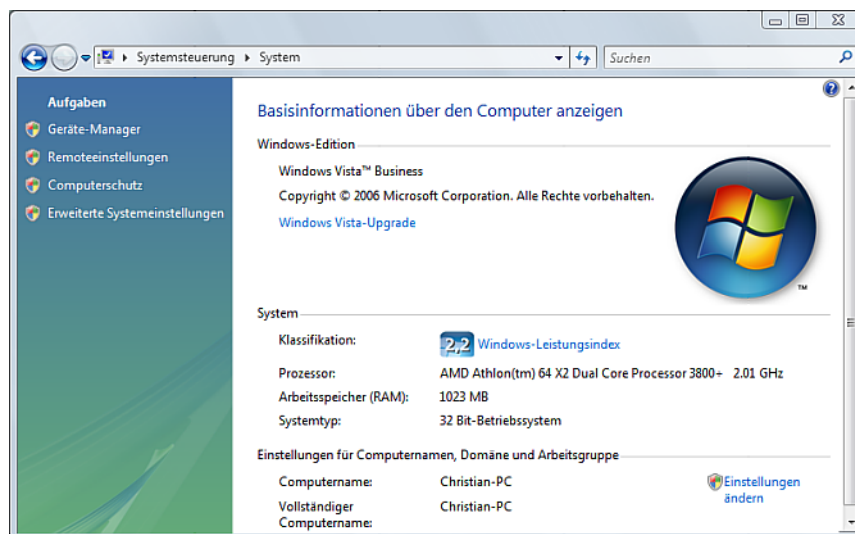 Systemsteuerung System Suchen
Aufgaben
Geräte-Manager
Remoteeinstellungen
Computerschutz
Erweiterte Systemeinstellungen
Basisinformationen über den Computer anzeigen
Windows-Edition
Windows Vista™ Business
Copyright © 2006 Microsoft Corporation. Alle Rechte vorbehalten.
Windows Vista-Upgrade
TM
System
Klassifikation: 2,2 Windows-Leistungsindex
Prozessor: AMD Athlon(tm) 64 X2 Dual Core Processor 3800+ 2.01 GHz
Arbeitsspeicher (RAM): 1023 MB
Systemtyp: 32 Bit-Betriebssystem
Einstellungen für Computernamen, Domäne und Arbeitsgruppe
Computername: Christian-PC Einstellungen
ändern
Vollständiger Christian-PC
Computername: